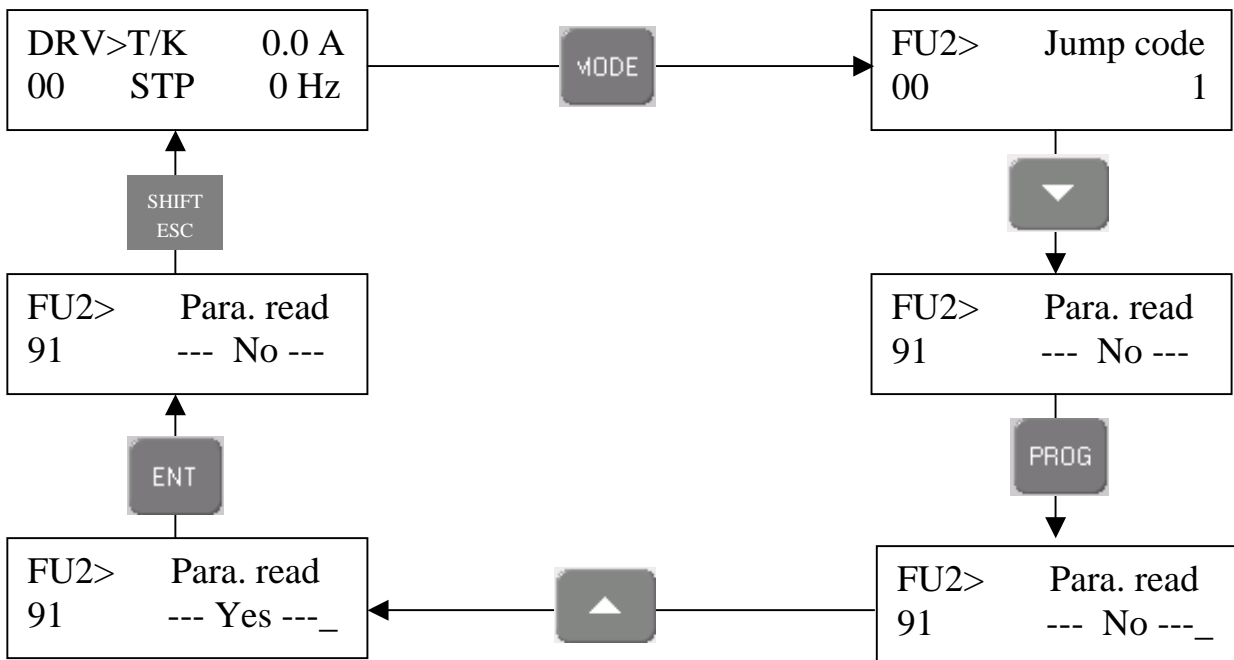 DRV>T/K 0.0 A
00 STP 0 Hz
MODE
FU2> Jump code
00 1
SHIFT
ESC
FU2> Para. read
91 --- No ---
FU2> Para. read
91 --- No ---
ENT
PROG
FU2> Para. read
91 --- Yes ---_
FU2> Para. read
91 --- No ---_